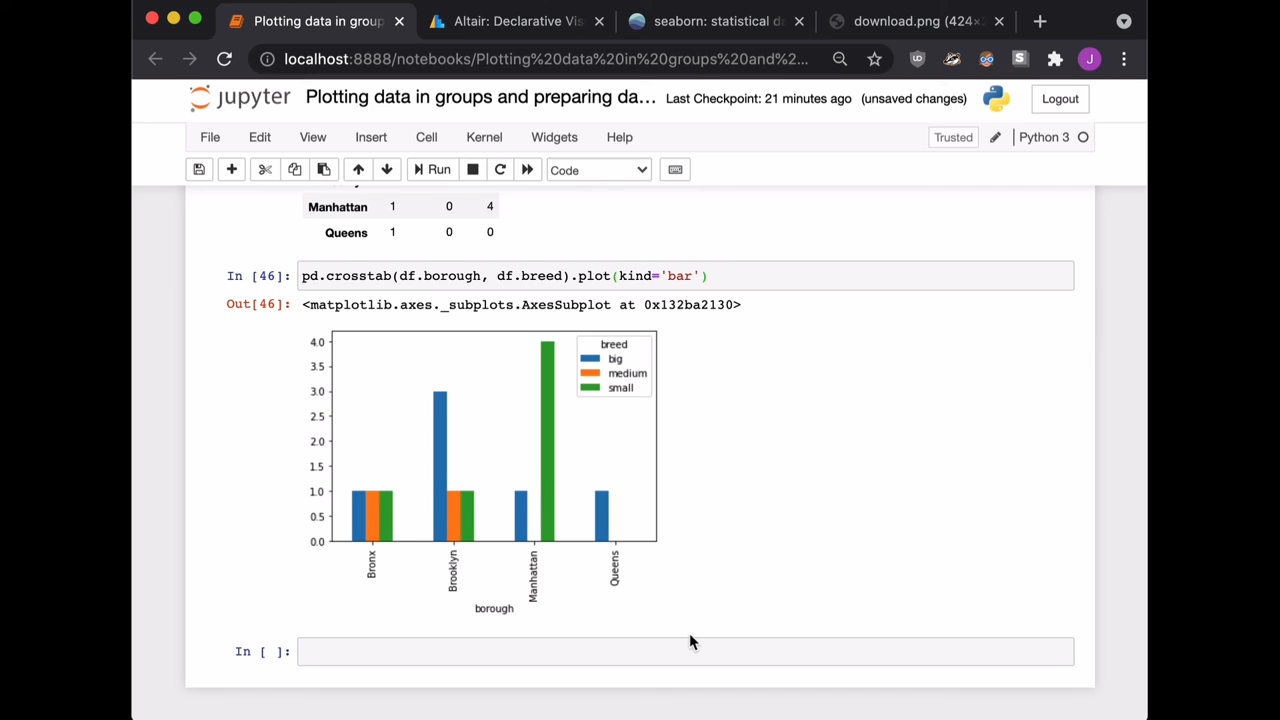 Plotting data in group
Altair: Declarative Vis
seaborn: statistical d
download.png (424×
localhost:8888/notebooks/Plotting%20data%20in%20groups%20and%2...
S
J
jupyter
Plotting data in groups and preparing da...
Last Checkpoint: 21 minutes ago (unsaved changes)
Logout
File Edit View Insert Cell Kernel Widgets Help
Trusted
Python 3
Run
Code
Manhattan 1 0 4
Queens 1 0 0
In [46]: pd.crosstab(df.borough, df.breed).plot(kind='bar')
Out[46]: <matplotlib.axes._subplots.AxesSubplot at 0x132ba2130>
breed
big
medium
small
4.0
3.5
3.0
2.5
2.0
1.5
1.0
0.5
0.0
Bronx
Brooklyn
Manhattan
Queens
borough
In [ ]: